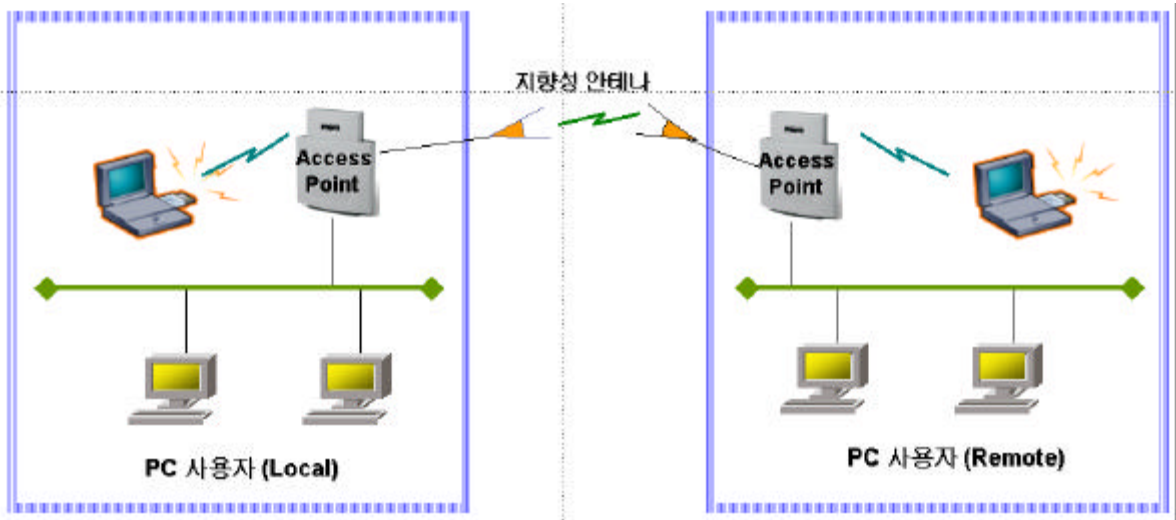 지향성 안테나
Access
Point
Access
Point
PC 사용자 (Local)
PC 사용자 (Remote)